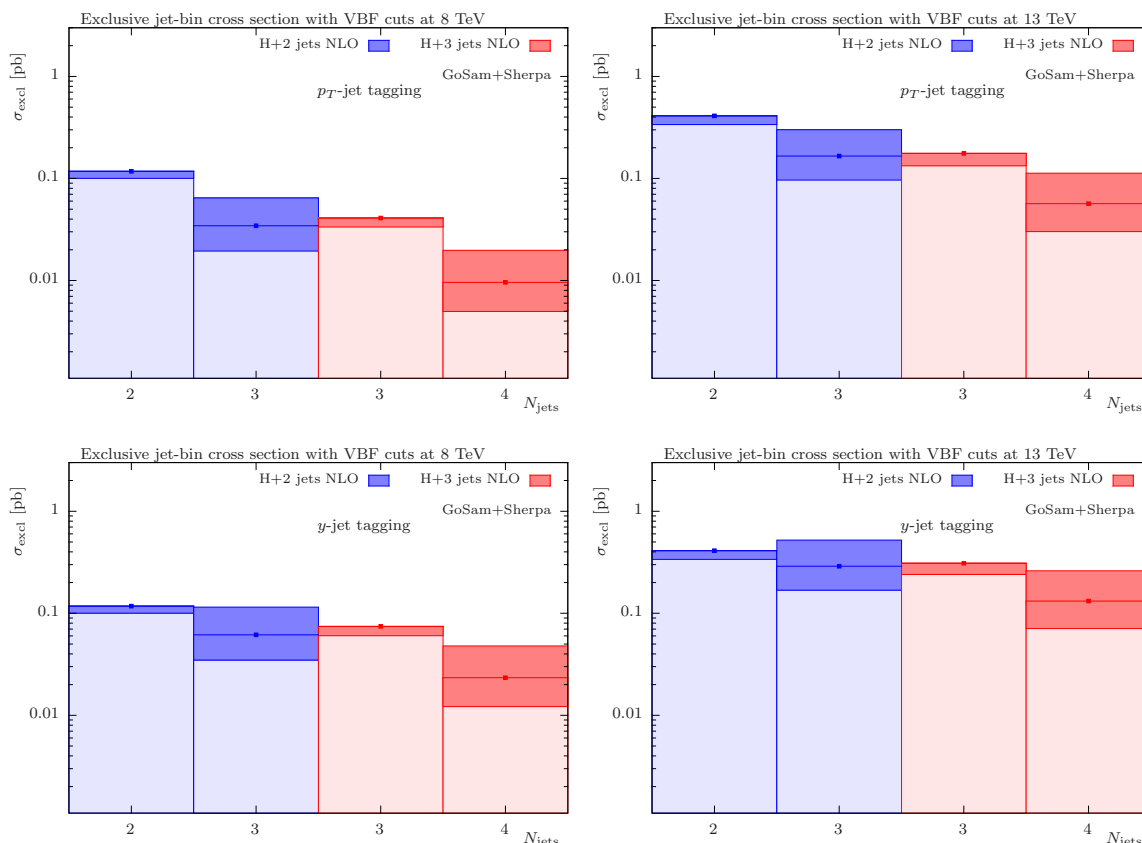 Exclusive jet-bin cross section with VBF cuts at 8 TeV
H+2 jets NLO H+3 jets NLO
GoSam+Sherpa
p_T-jet tagging
σ_excl [pb]
1
0.1
0.01
2 3 3 4
N_jets
Exclusive jet-bin cross section with VBF cuts at 13 TeV
H+2 jets NLO H+3 jets NLO
GoSam+Sherpa
p_T-jet tagging
σ_excl [pb]
1
0.1
0.01
2 3 3 4
N_jets
Exclusive jet-bin cross section with VBF cuts at 8 TeV
H+2 jets NLO H+3 jets NLO
GoSam+Sherpa
y-jet tagging
σ_excl [pb]
1
0.1
0.01
2 3 3 4
N_jets
Exclusive jet-bin cross section with VBF cuts at 13 TeV
H+2 jets NLO H+3 jets NLO
GoSam+Sherpa
y-jet tagging
σ_excl [pb]
1
0.1
0.01
2 3 3 4
N_jets